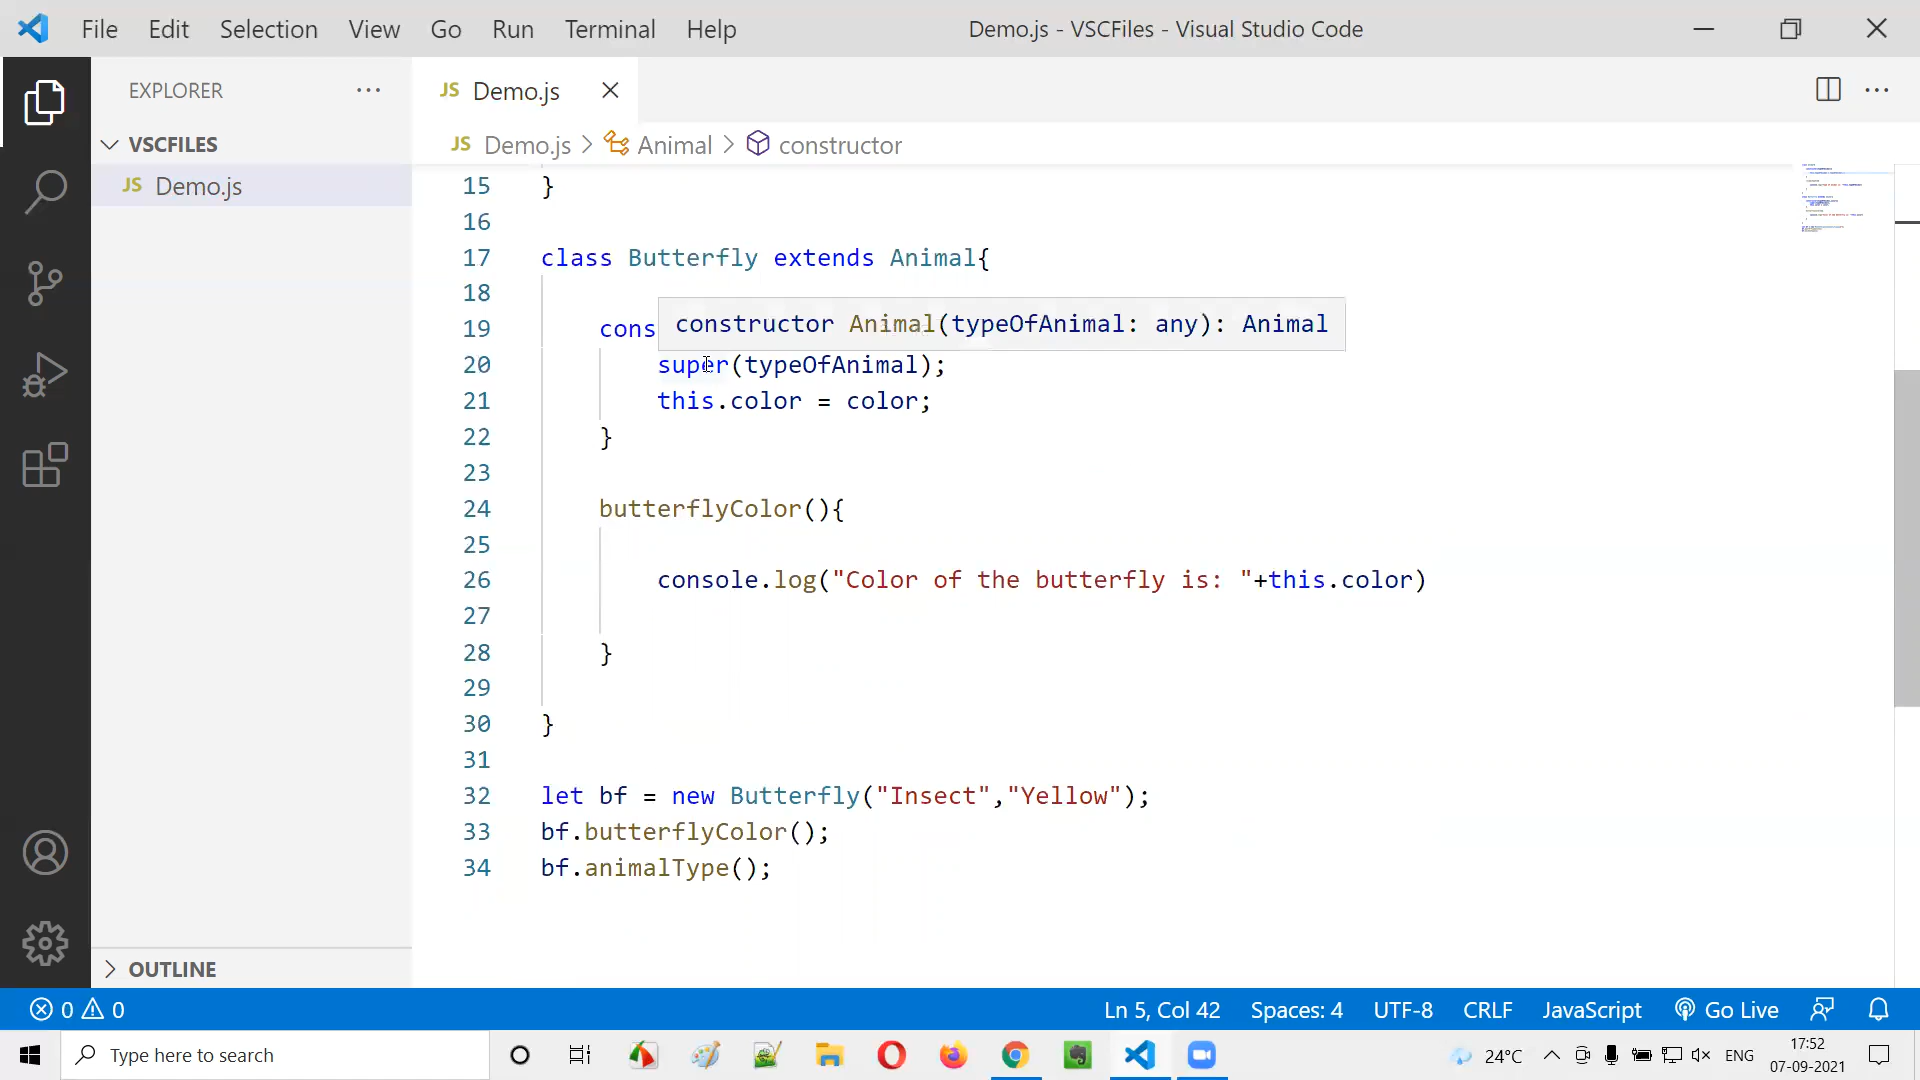 File Edit Selection View Go Run Terminal Help Demo.js - VSCFiles - Visual Studio Code
EXPLORER
VSCFILES
JS Demo.js
OUTLINE
JS Demo.js
JS Demo.js > Animal > constructor
15 }
16
17 class Butterfly extends Animal{
18
constructor Animal(typeOfAnimal: any): Animal
19 cons
20 super(typeOfAnimal);
21 this.color = color;
22 }
23
24 butterflyColor(){
25
26 console.log("Color of the butterfly is: "+this.color)
27
28 }
29
30 }
31
32 let bf = new Butterfly("Insect","Yellow");
33 bf.butterflyColor();
34 bf.animalType();
0 0 Ln 5, Col 42 Spaces: 4 UTF-8 CRLF JavaScript Go Live
Type here to search 24°C ENG 17:52
07-09-2021